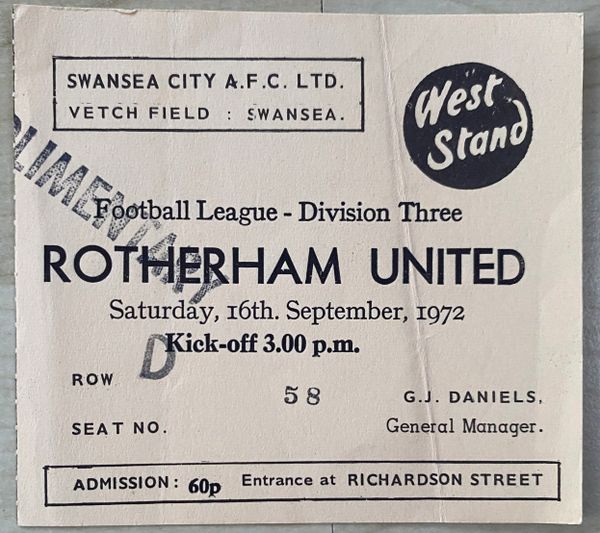 SWANSEA CITY A.F.C. LTD.
VETCH FIELD : SWANSEA.
West
Stand
LIMENTARY
Football League - Division Three
ROTHERHAM UNITED
Saturday, 16th. September, 1972
Kick-off 3.00 p.m.
D
ROW
58
G.J. DANIELS,
SEAT NO.
General Manager.
ADMISSION: 60p Entrance at RICHARDSON STREET